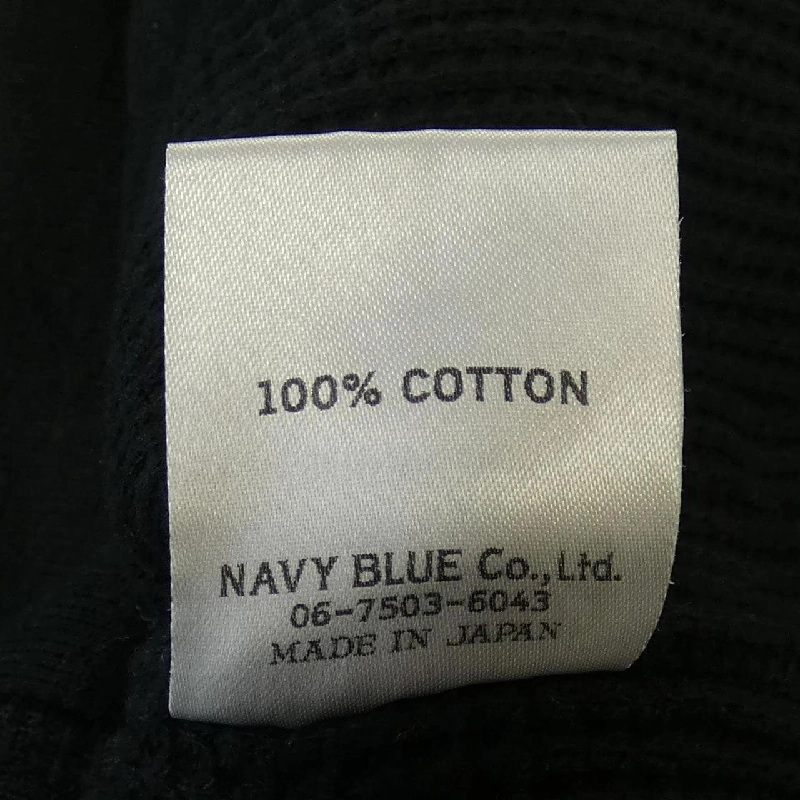 100% COTTON
NAVY BLUE Co., Ltd.
06-7503-6043
MADE IN JAPAN